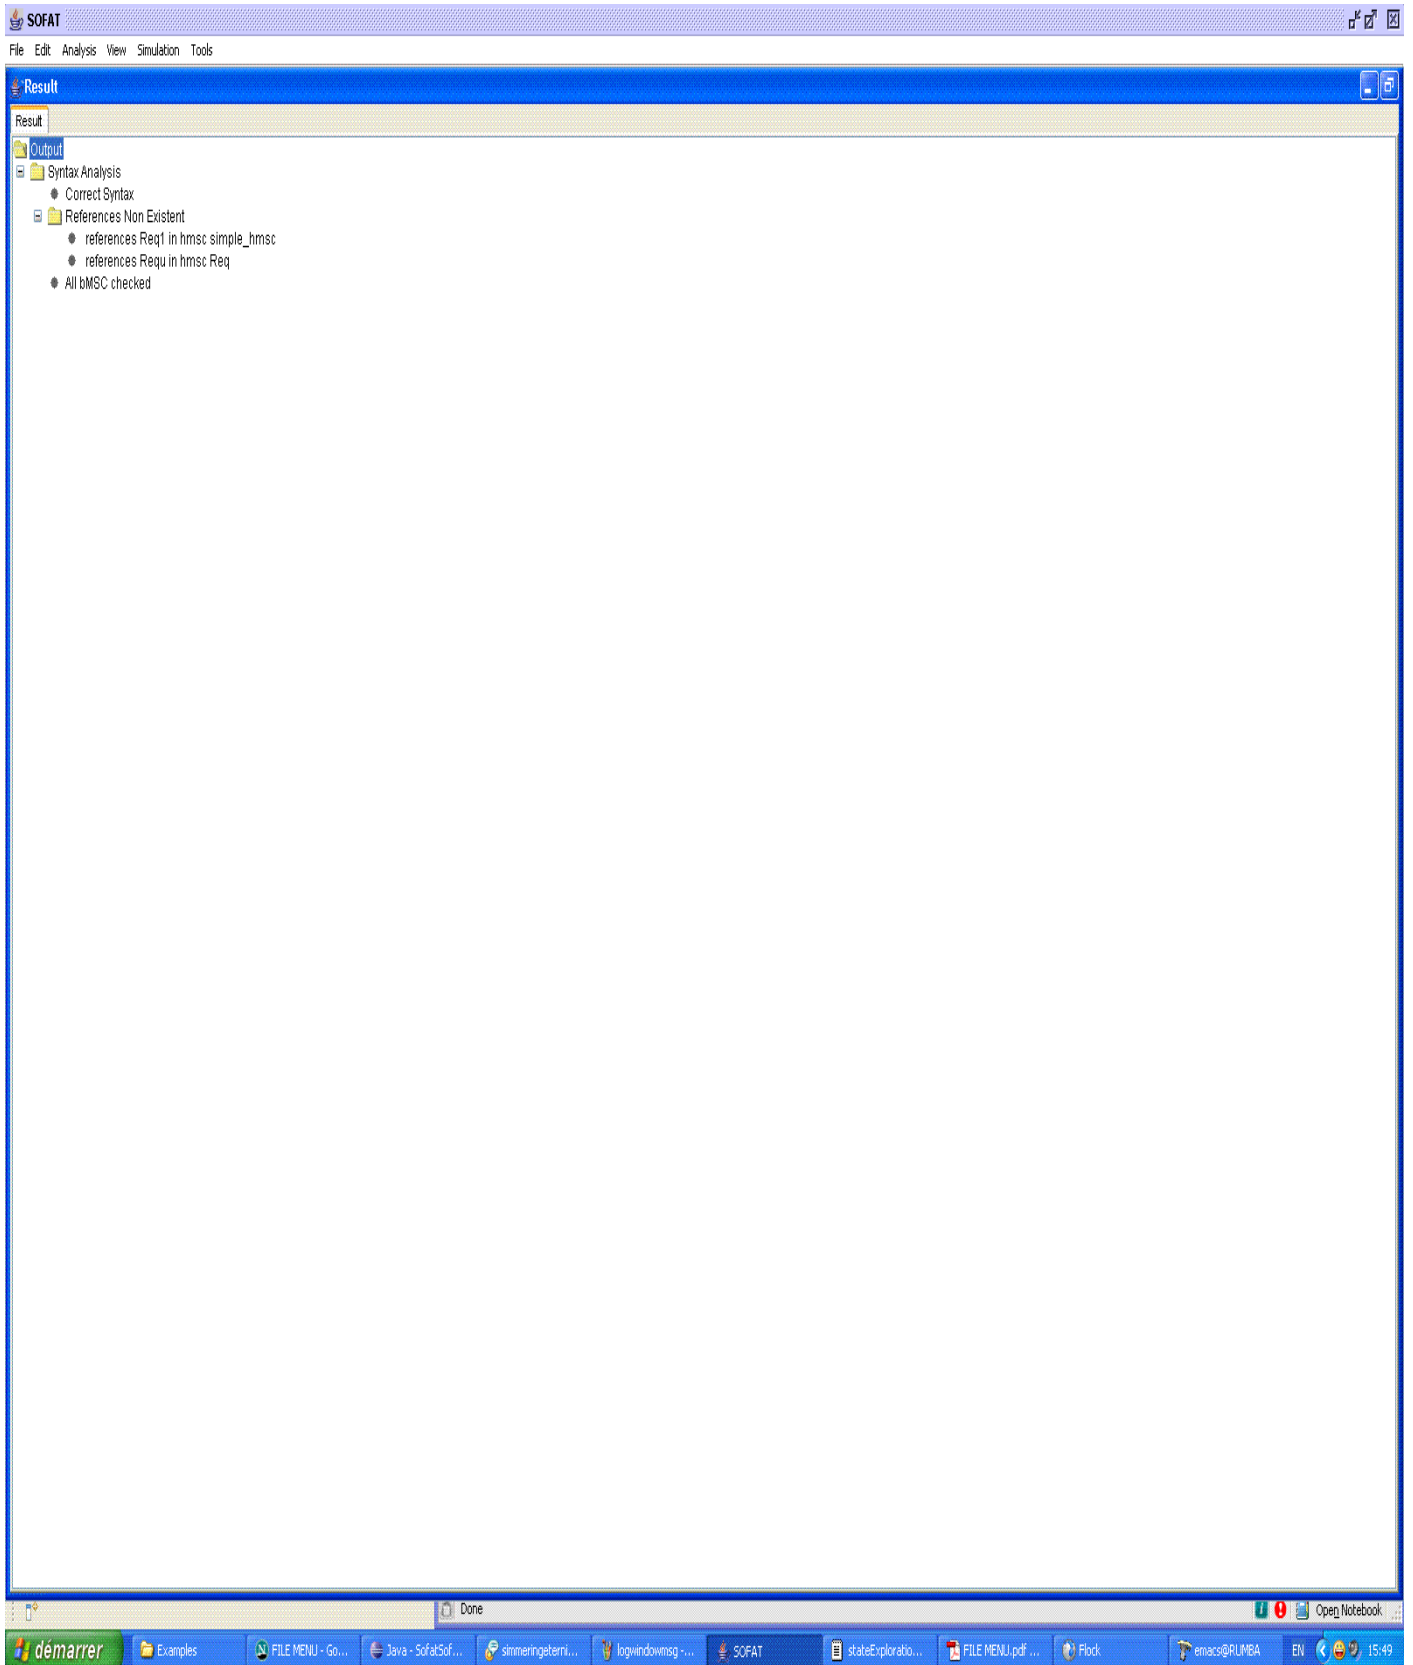 SOFAT
File Edit Analysis View Simulation Tools
Result
Result
Output
Syntax Analysis
Correct Syntax
References Non Existent
references Req1 in hmsc simple_hmsc
references Requ in hmsc Req
All bMSC checked
Done
Open Notebook
démarrer Examples FILE MENU - Go... Java - SofatSof... simmeringeterni... logwindowmsg -... SOFAT stateExploratio... FILE MENU.pdf ... Flock emacs@RUMBA EN 15:49